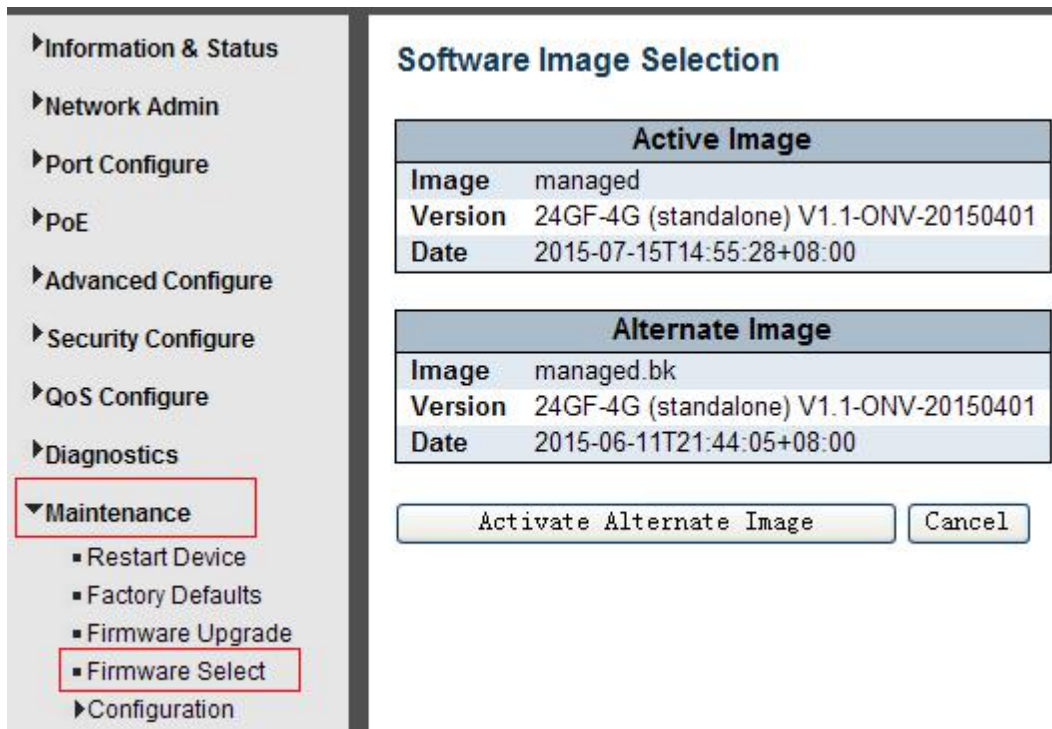 Information & Status
Network Admin
Port Configure
PoE
Advanced Configure
Security Configure
QoS Configure
Diagnostics
Maintenance
Restart Device
Factory Defaults
Firmware Upgrade
Firmware Select
Configuration
Software Image Selection
Active Image
Image managed
Version 24GF-4G (standalone) V1.1-ONV-20150401
Date 2015-07-15T14:55:28+08:00
Alternate Image
Image managed.bk
Version 24GF-4G (standalone) V1.1-ONV-20150401
Date 2015-06-11T21:44:05+08:00
Activate Alternate Image Cancel